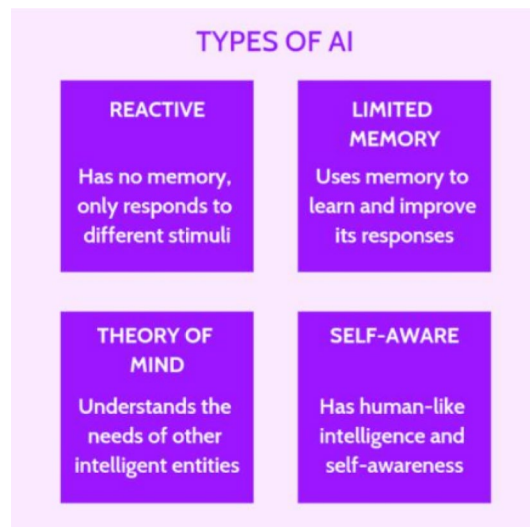 TYPES OF AI
REACTIVE
Has no memory,
only responds to
different stimuli
LIMITED
MEMORY
Uses memory to
learn and improve
its responses
THEORY OF
MIND
Understands the
needs of other
intelligent entities
SELF-AWARE
Has human-like
intelligence and
self-awareness